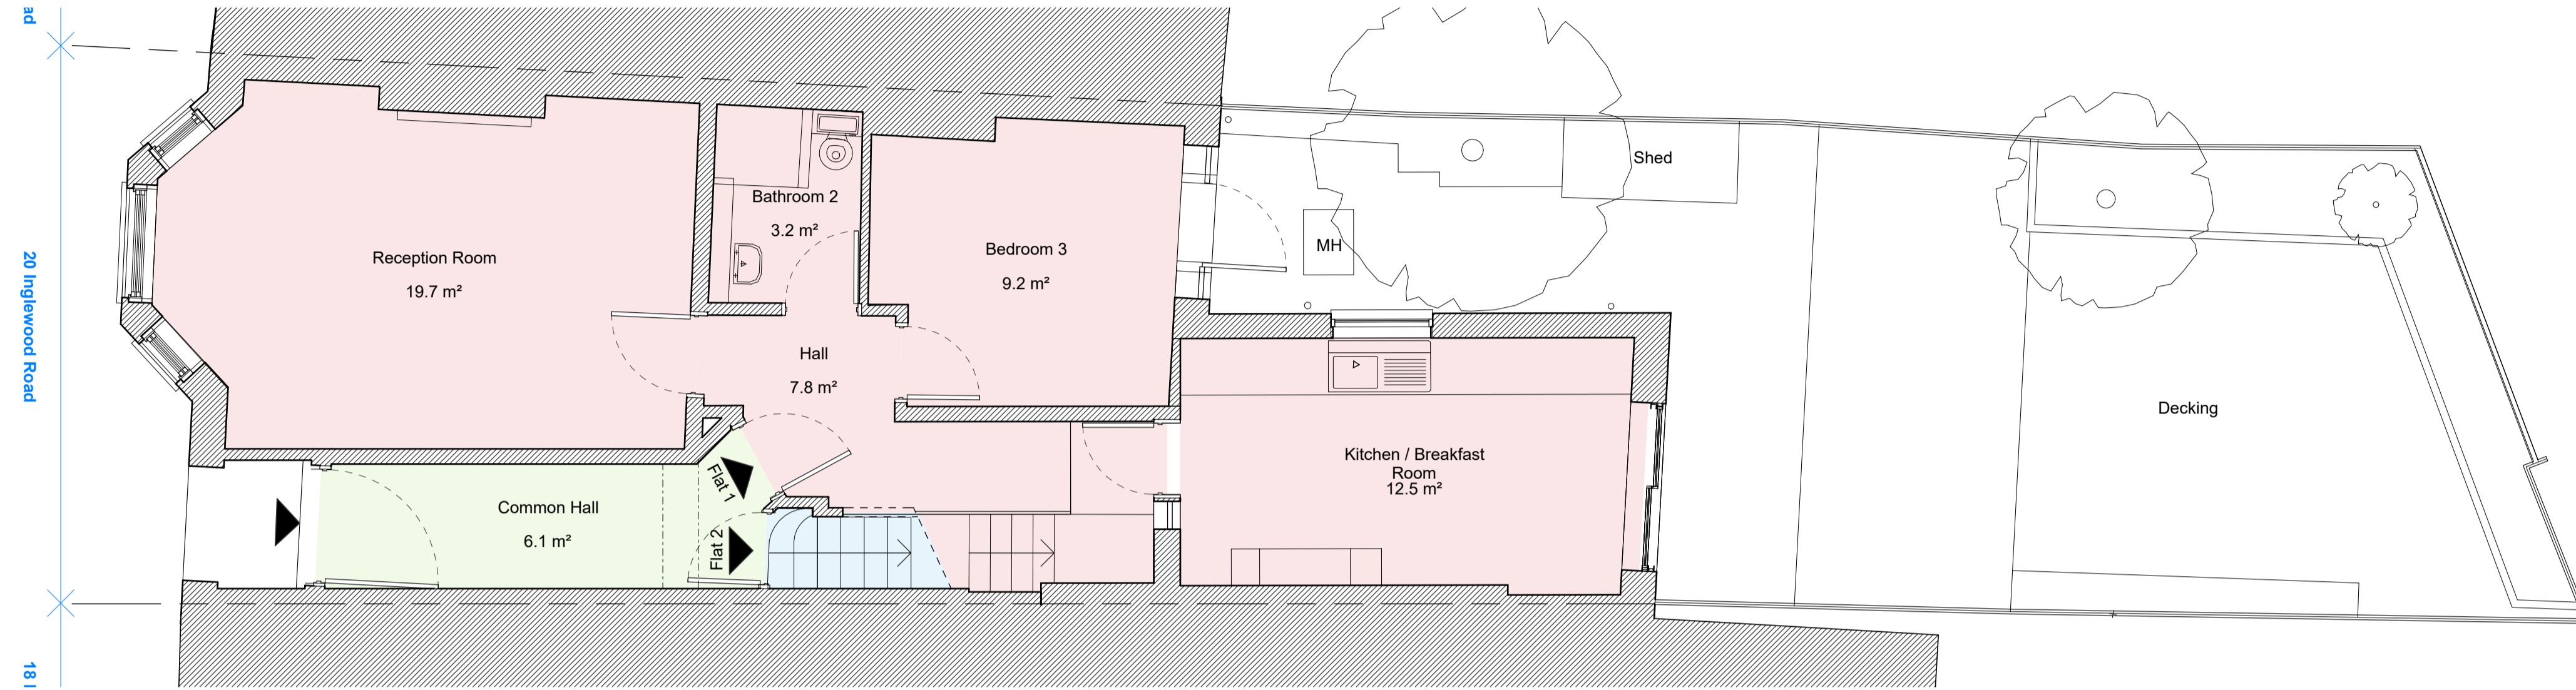 ad
20 Inglewood Road
18
Reception Room
19.7 m²
Bathroom 2
3.2 m²
Bedroom 3
9.2 m²
Hall
7.8 m²
Common Hall
6.1 m²
Flat 1
Flat 2
Kitchen / Breakfast
Room
12.5 m²
MH
Shed
Decking